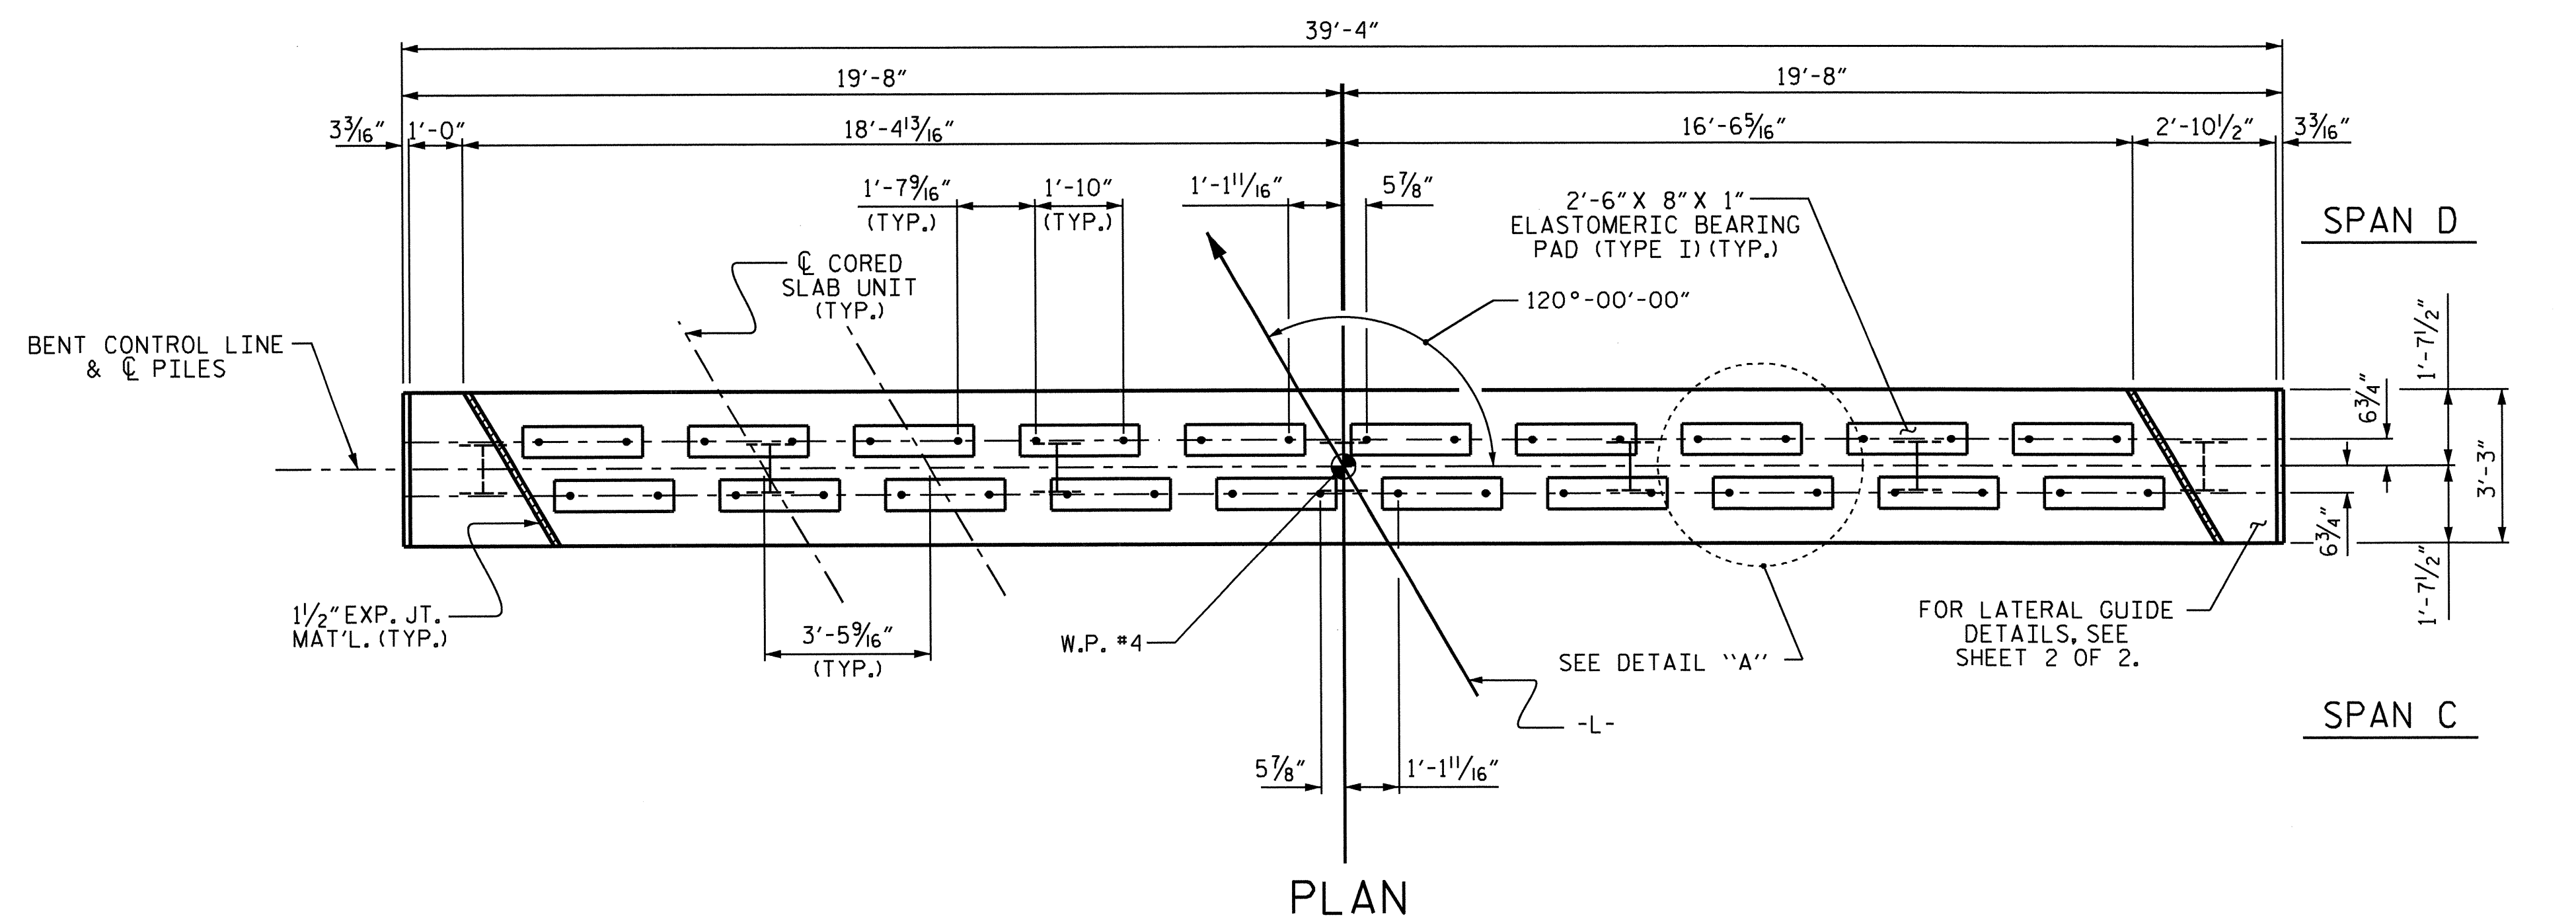 39'-4"
19'-8"
19'-8"
3 3/16"
1'-0"
18'-4 13/16"
16'-6 5/16"
2'-10 1/2"
3 3/16"
1'-7 9/16"
(TYP.)
1'-10"
(TYP.)
1'-1 11/16"
5 7/8"
2'-6" X 8" X 1"
ELASTOMERIC BEARING
PAD (TYPE I) (TYP.)
SPAN D
℄ CORED
SLAB UNIT
(TYP.)
120°-00'-00"
BENT CONTROL LINE
& ℄ PILES
1'-7 1/2"
6 3/4"
3'-3"
6 3/4"
1'-7 1/2"
1 1/2" EXP. JT.
MAT'L. (TYP.)
3'-5 9/16"
(TYP.)
W.P. #4
SEE DETAIL "A"
FOR LATERAL GUIDE
DETAILS, SEE
SHEET 2 OF 2.
-L-
SPAN C
5 7/8"
1'-1 11/16"
PLAN